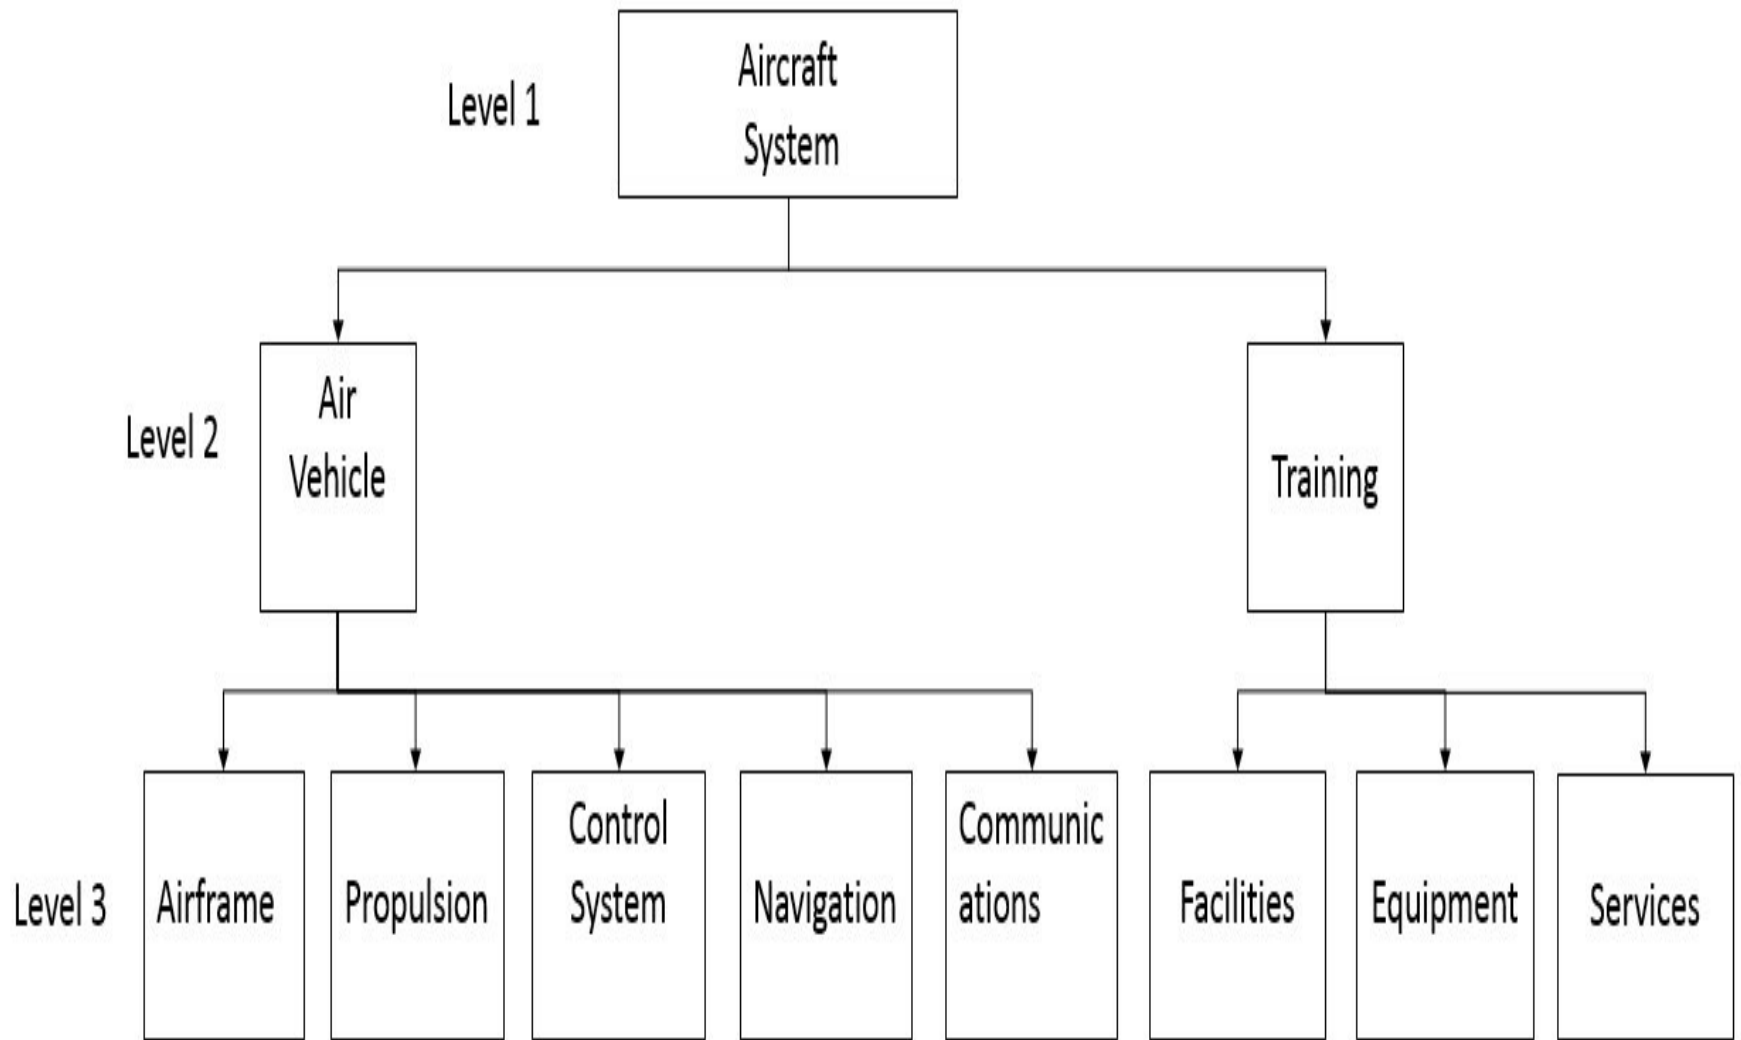 Level 1
Aircraft
System
Level 2
Air
Vehicle
Training
Level 3
Airframe
Propulsion
Control
System
Navigation
Communic
ations
Facilities
Equipment
Services